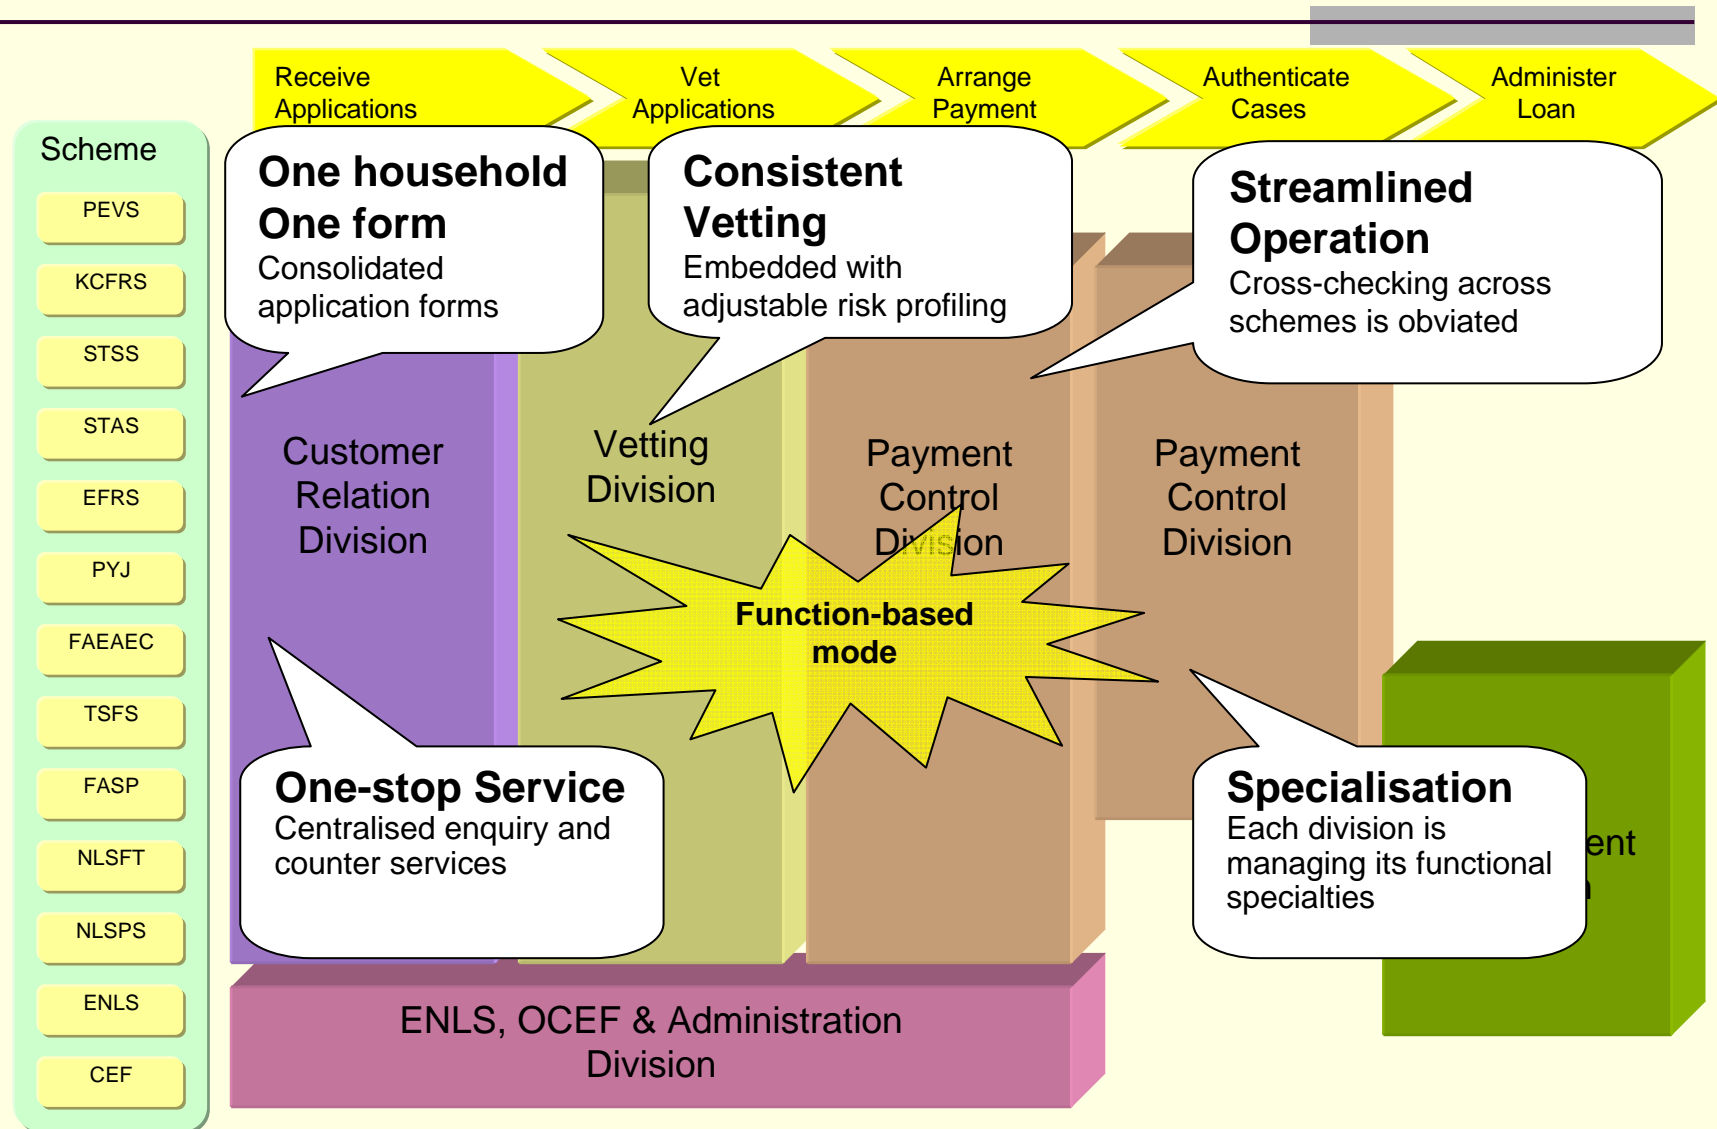 Receive
Applications
Vet
Applications
Arrange
Payment
Authenticate
Cases
Administer
Loan
Scheme
PEVS
KCFRS
STSS
STAS
EFRS
PYJ
FAEAEC
TSFS
FASP
NLSFT
NLSPS
ENLS
CEF
One household
One form
Consolidated
application forms
Consistent
Vetting
Embedded with
adjustable risk profiling
Streamlined
Operation
Cross-checking across
schemes is obviated
Customer
Relation
Division
Vetting
Division
Payment
Control
Division
Payment
Control
Division
Function-based
mode
One-stop Service
Centralised enquiry and
counter services
Specialisation
Each division is
managing its functional
specialties
ENLS, OCEF & Administration
Division